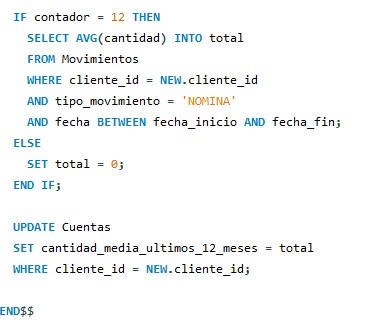 IF contador = 12 THEN
SELECT AVG(cantidad) INTO total
FROM Movimientos
WHERE cliente_id = NEW.cliente_id
AND tipo_movimiento = 'NOMINA'
AND fecha BETWEEN fecha_inicio AND fecha_fin;
ELSE
SET total = 0;
END IF;
UPDATE Cuentas
SET cantidad_media_ultimos_12_meses = total
WHERE cliente_id = NEW.cliente_id;
END$$